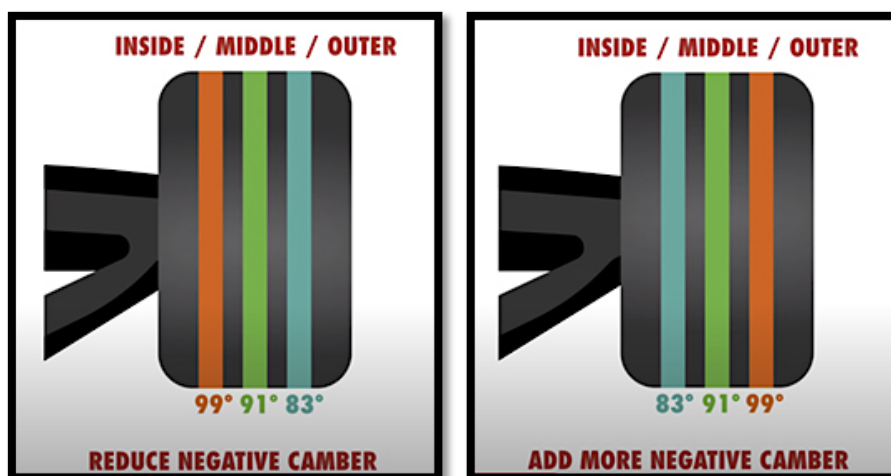 INSIDE / MIDDLE / OUTER
99° 91° 83°
REDUCE NEGATIVE CAMBER
INSIDE / MIDDLE / OUTER
83° 91° 99°
ADD MORE NEGATIVE CAMBER